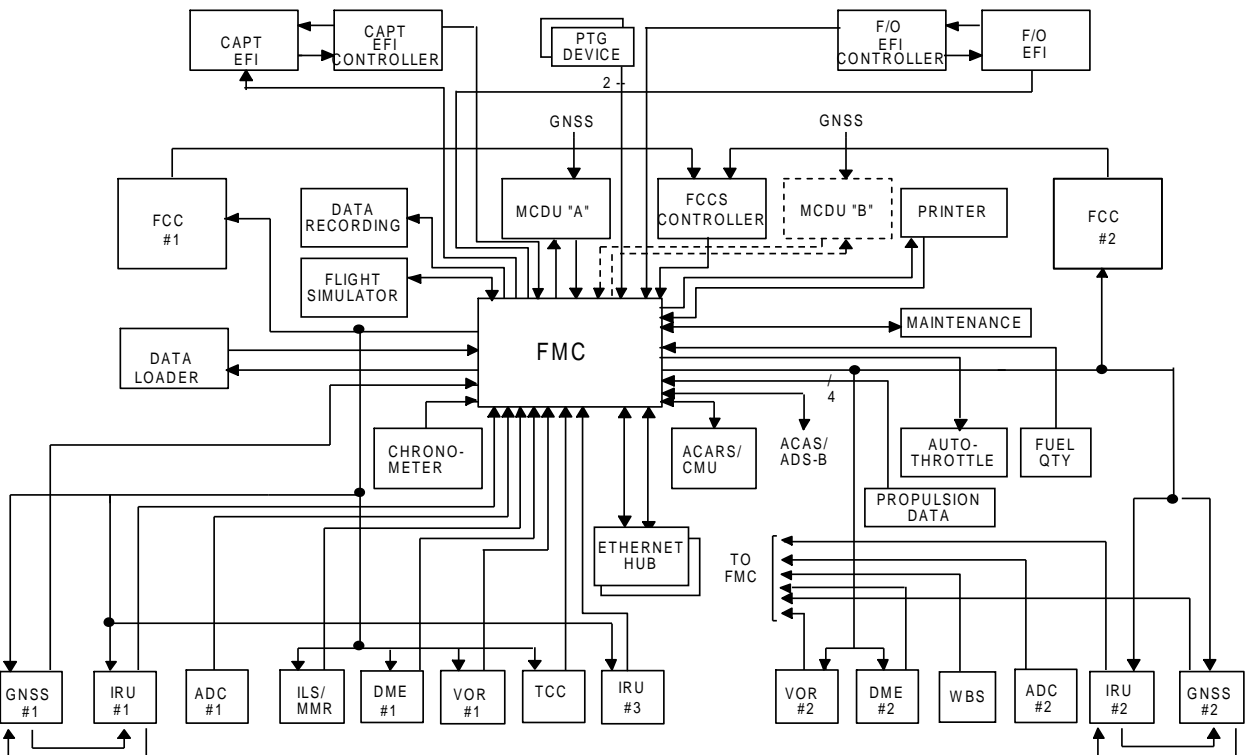 CAPT
EFI
CAPT
EFI
CONTROLLER
PTG
DEVICE
2 --
F/O
EFI
CONTROLLER
F/O
EFI
GNSS
GNSS
FCC
#1
DATA
RECORDING
MCDU "A"
FCCS
CONTROLLER
MCDU "B"
PRINTER
FCC
#2
FLIGHT
SIMULATOR
FMC
MAINTENANCE
DATA
LOADER
/
4
CHRONO-
METER
ACARS/
CMU
ACAS/
ADS-B
AUTO-
THROTTLE
FUEL
QTY
PROPULSION
DATA
ETHERNET
HUB
TO
FMC
GNSS
#1
IRU
#1
ADC
#1
ILS/
MMR
DME
#1
VOR
#1
TCC
IRU
#3
VOR
#2
DME
#2
WBS
ADC
#2
IRU
#2
GNSS
#2